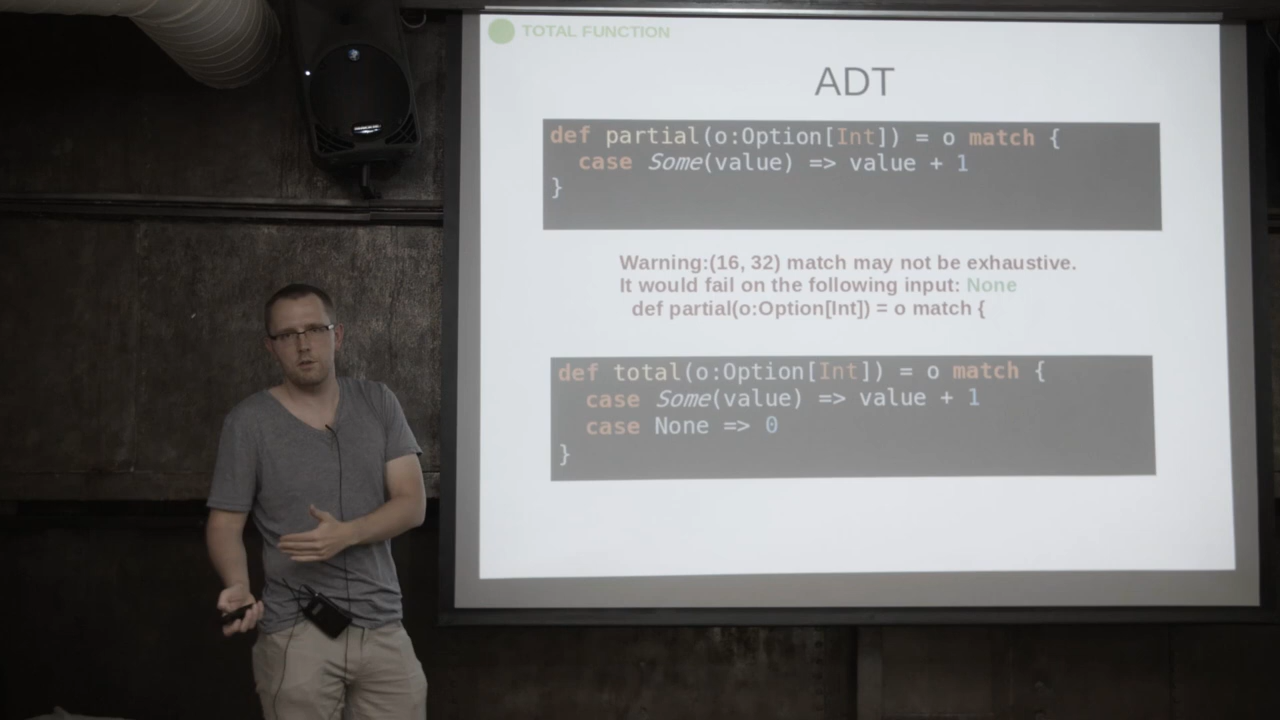 TOTAL FUNCTION
ADT
def partial(o:Option[Int]) = o match {
  case Some(value) => value + 1
}
Warning:(16, 32) match may not be exhaustive.
It would fail on the following input: None
  def partial(o:Option[Int]) = o match {
def total(o:Option[Int]) = o match {
  case Some(value) => value + 1
  case None => 0
}